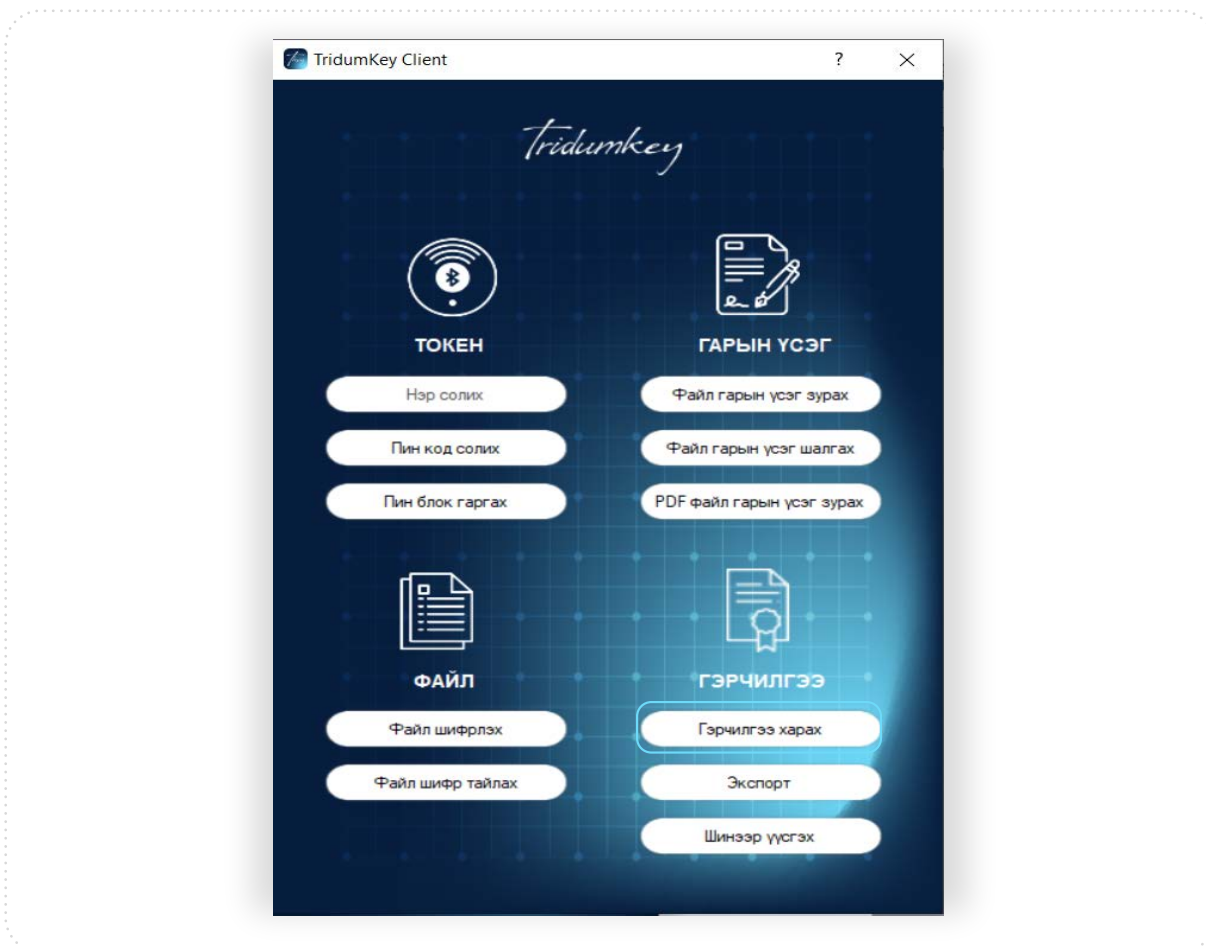 TridumKey Client
?
Tridumkey
ТОКЕН
Нэр солих
Пин код солих
Пин блок гаргах
ГАРЫН ҮСЭГ
Файл гарын үсэг зурах
Файл гарын үсэг шалгах
PDF файл гарын үсэг зурах
ФАЙЛ
Файл шифрлэх
Файл шифр тайлах
ГЭРЧИЛГЭЭ
Гэрчилгээ харах
Экспорт
Шинээр үүсгэх